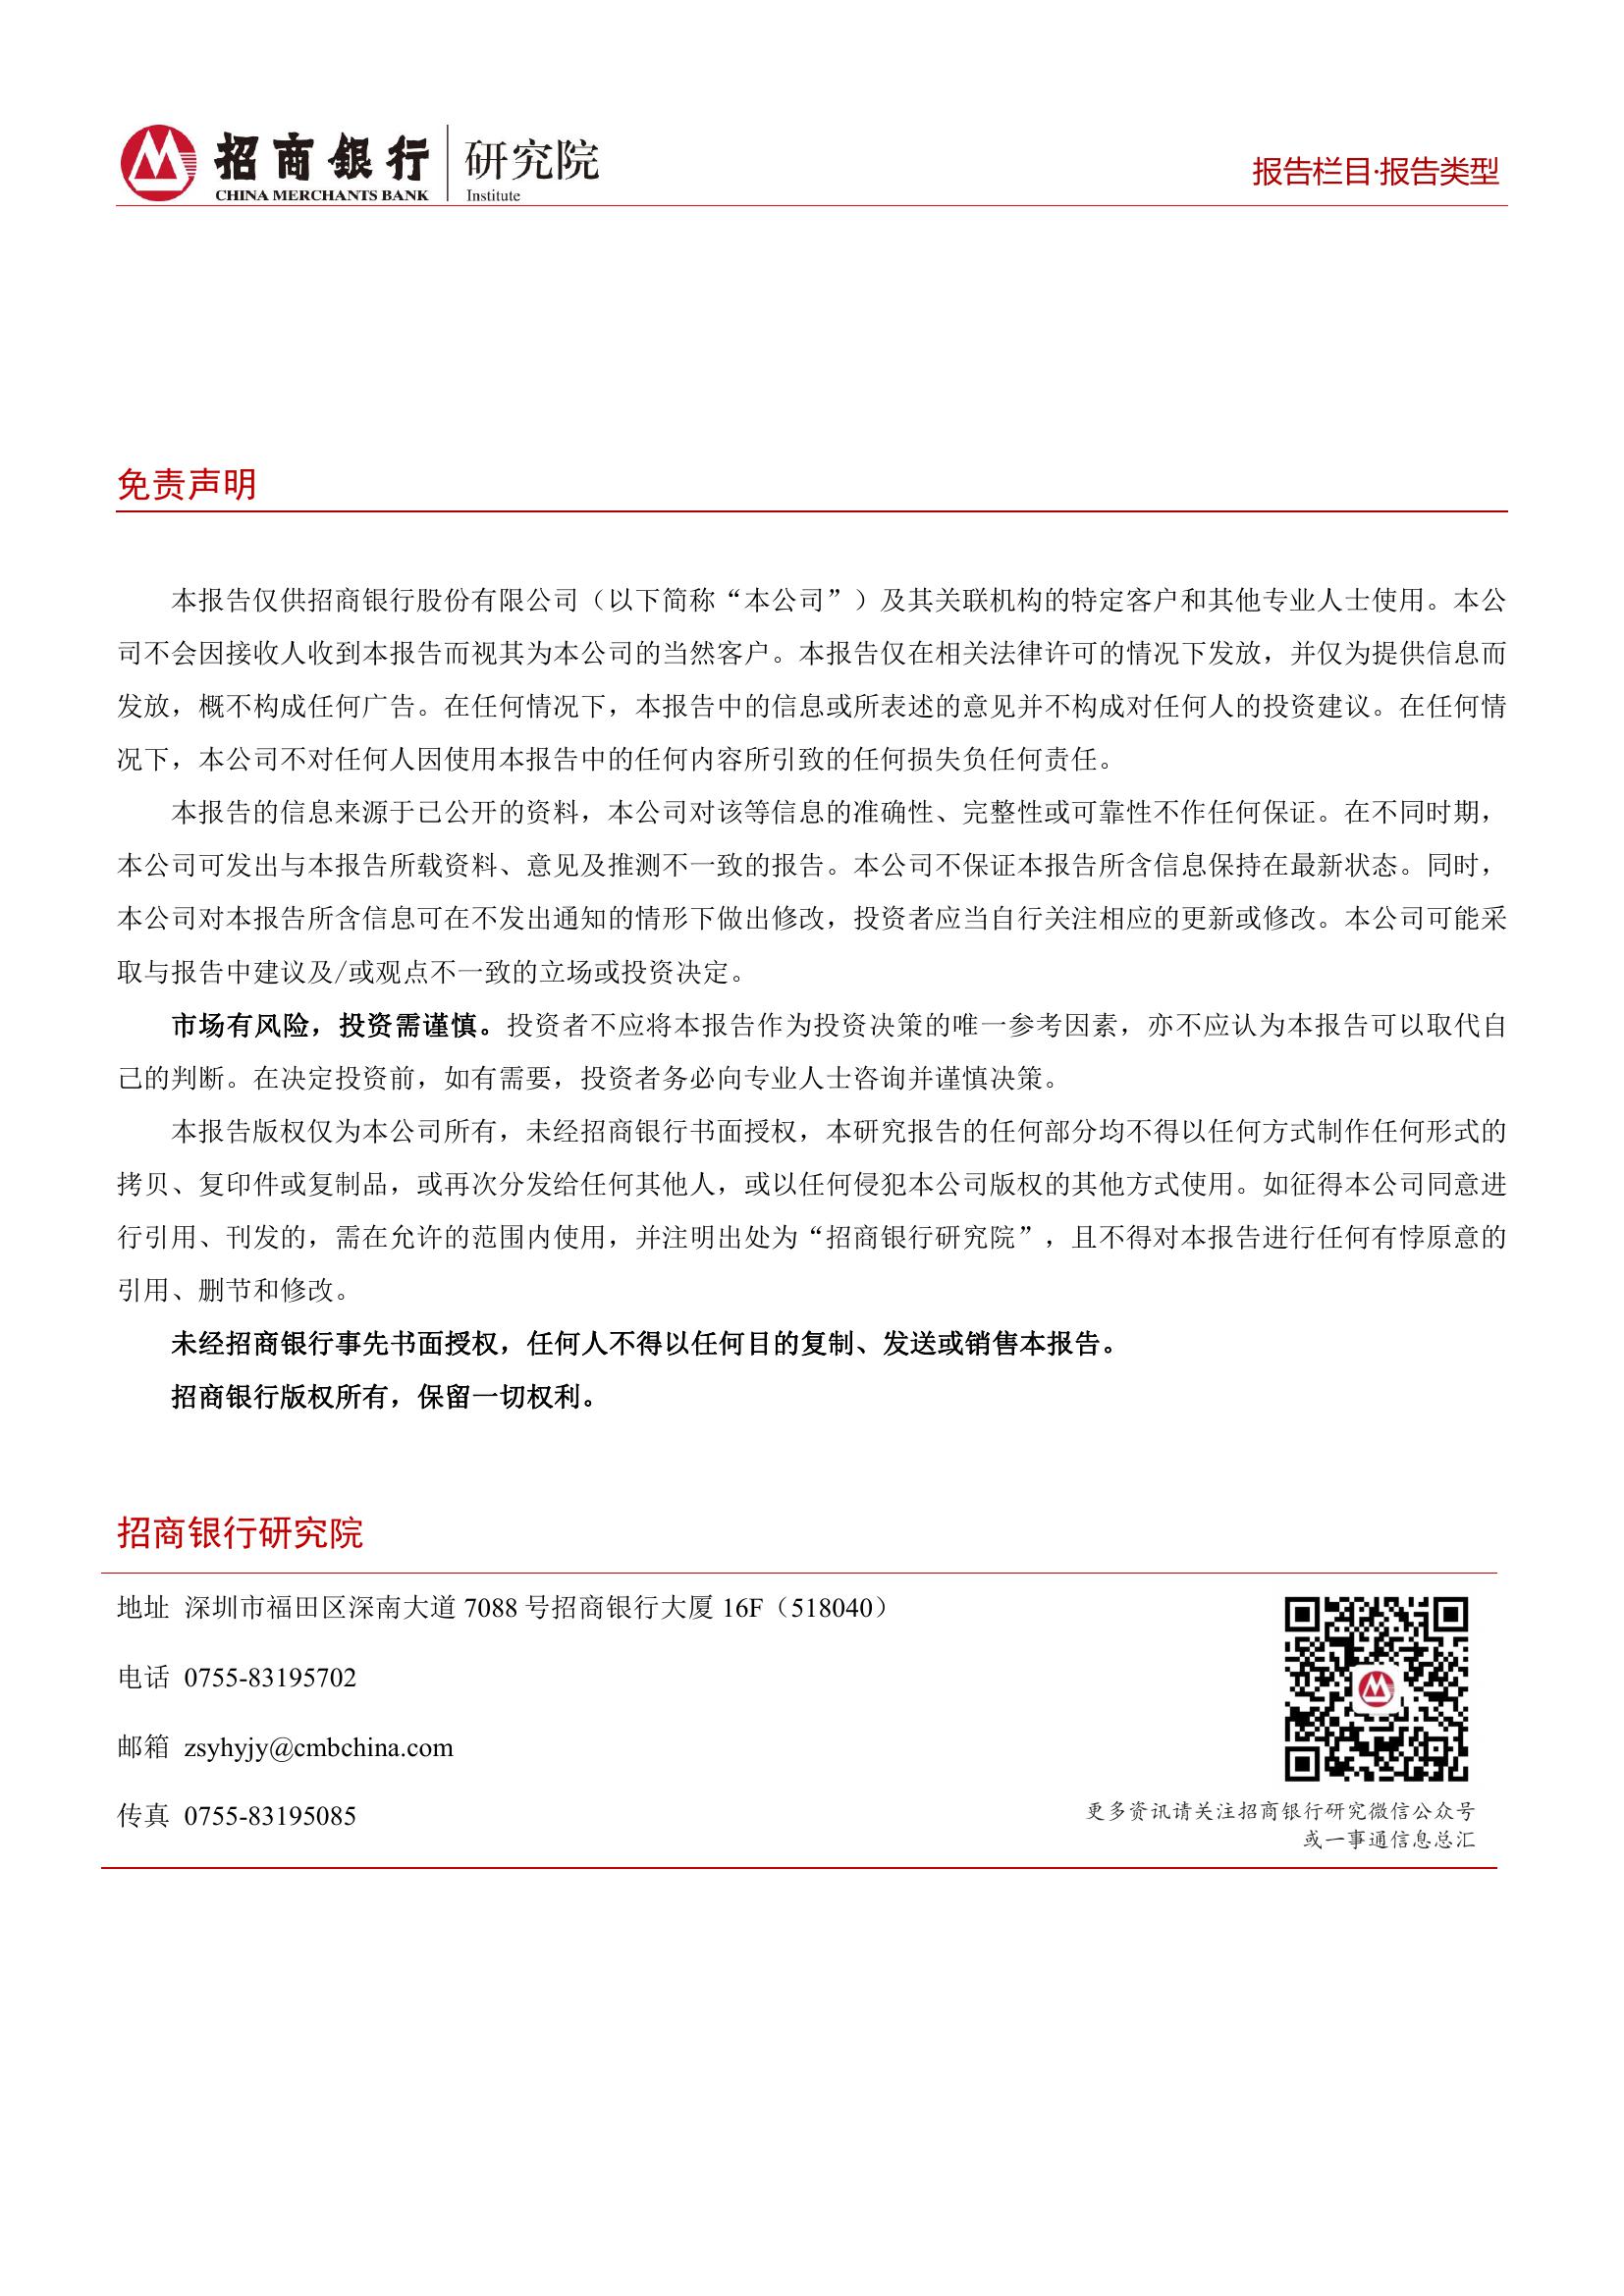 招商银行
CHINA MERCHANTS BANK
研究院
Institute
报告栏目·报告类型
免责声明
本报告仅供招商银行股份有限公司（以下简称“本公司”）及其关联机构的特定客户和其他专业人士使用。本公
司不会因接收人收到本报告而视其为本公司的当然客户。本报告仅在相关法律许可的情况下发放，并仅为提供信息而
发放，概不构成任何广告。在任何情况下，本报告中的信息或所表述的意见并不构成对任何人的投资建议。在任何情
况下，本公司不对任何人因使用本报告中的任何内容所引致的任何损失负任何责任。
本报告的信息来源于已公开的资料，本公司对该等信息的准确性、完整性或可靠性不作任何保证。在不同时期，
本公司可发出与本报告所载资料、意见及推测不一致的报告。本公司不保证本报告所含信息保持在最新状态。同时，
本公司对本报告所含信息可在不发出通知的情形下做出修改，投资者应当自行关注相应的更新或修改。本公司可能采
取与报告中建议及/或观点不一致的立场或投资决定。
市场有风险，投资需谨慎。投资者不应将本报告作为投资决策的唯一参考因素，亦不应认为本报告可以取代自
己的判断。在决定投资前，如有需要，投资者务必向专业人士咨询并谨慎决策。
本报告版权仅为本公司所有，未经招商银行书面授权，本研究报告的任何部分均不得以任何方式制作任何形式的
拷贝、复印件或复制品，或再次分发给任何其他人，或以任何侵犯本公司版权的其他方式使用。如征得本公司同意进
行引用、刊发的，需在允许的范围内使用，并注明出处为“招商银行研究院”，且不得对本报告进行任何有悖原意的
引用、删节和修改。
未经招商银行事先书面授权，任何人不得以任何目的复制、发送或销售本报告。
招商银行版权所有，保留一切权利。
招商银行研究院
地址 深圳市福田区深南大道 7088 号招商银行大厦 16F（518040）
电话 0755-83195702
邮箱 zsyhyjy@cmbchina.com
传真 0755-83195085
更多资讯请关注招商银行研究微信公众号
或一事通信息总汇